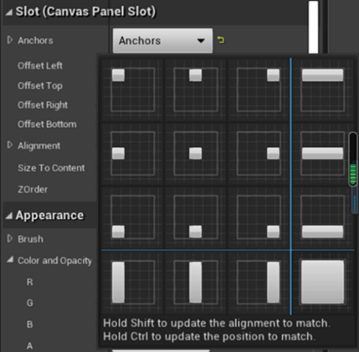 Slot (Canvas Panel Slot)
Anchors
Anchors
Offset Left
Offset Top
Offset Right
Offset Bottom
Alignment
Size To Content
ZOrder
Appearance
Brush
Color and Opacity
R
G
B
A
Hold Shift to update the alignment to match.
Hold Ctrl to update the position to match.